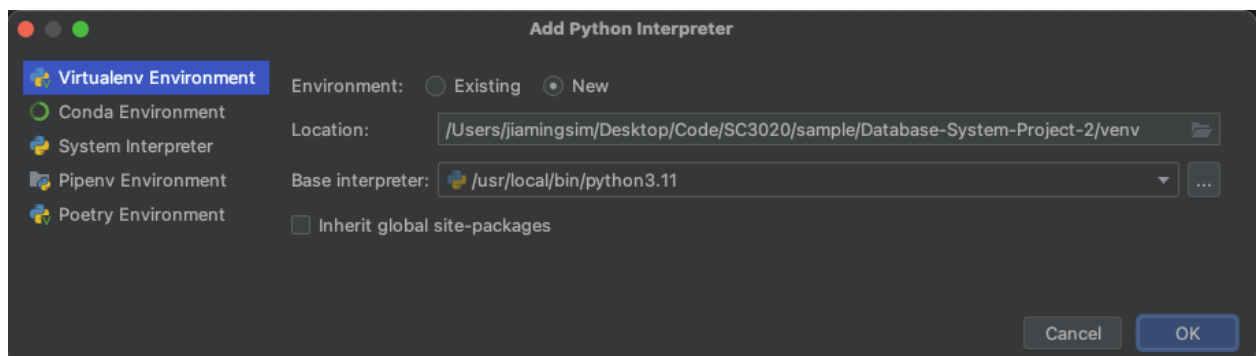 Add Python Interpreter
Virtualenv Environment
Conda Environment
System Interpreter
Pipenv Environment
Poetry Environment
Environment: Existing New
Location: /Users/jiamingsim/Desktop/Code/SC3020/sample/Database-System-Project-2/venv
Base interpreter: /usr/local/bin/python3.11 ...
Inherit global site-packages
Cancel OK